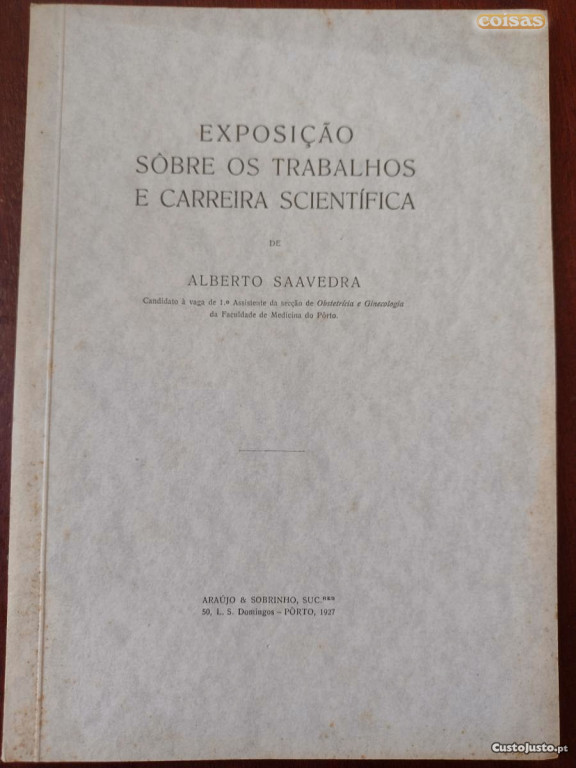 coisas
EXPOSIÇÃO
SÔBRE OS TRABALHOS
E CARREIRA SCIENTÍFICA
DE
ALBERTO SAAVEDRA
Candidato à vaga de 1.º Assistente da secção de Obstetrícia e Ginecologia
da Faculdade de Medicina do Pôrto.
ARAÚJO & SOBRINHO, SUC.RES
50, L. S. Domingos — PÔRTO, 1927
CustoJusto.pt